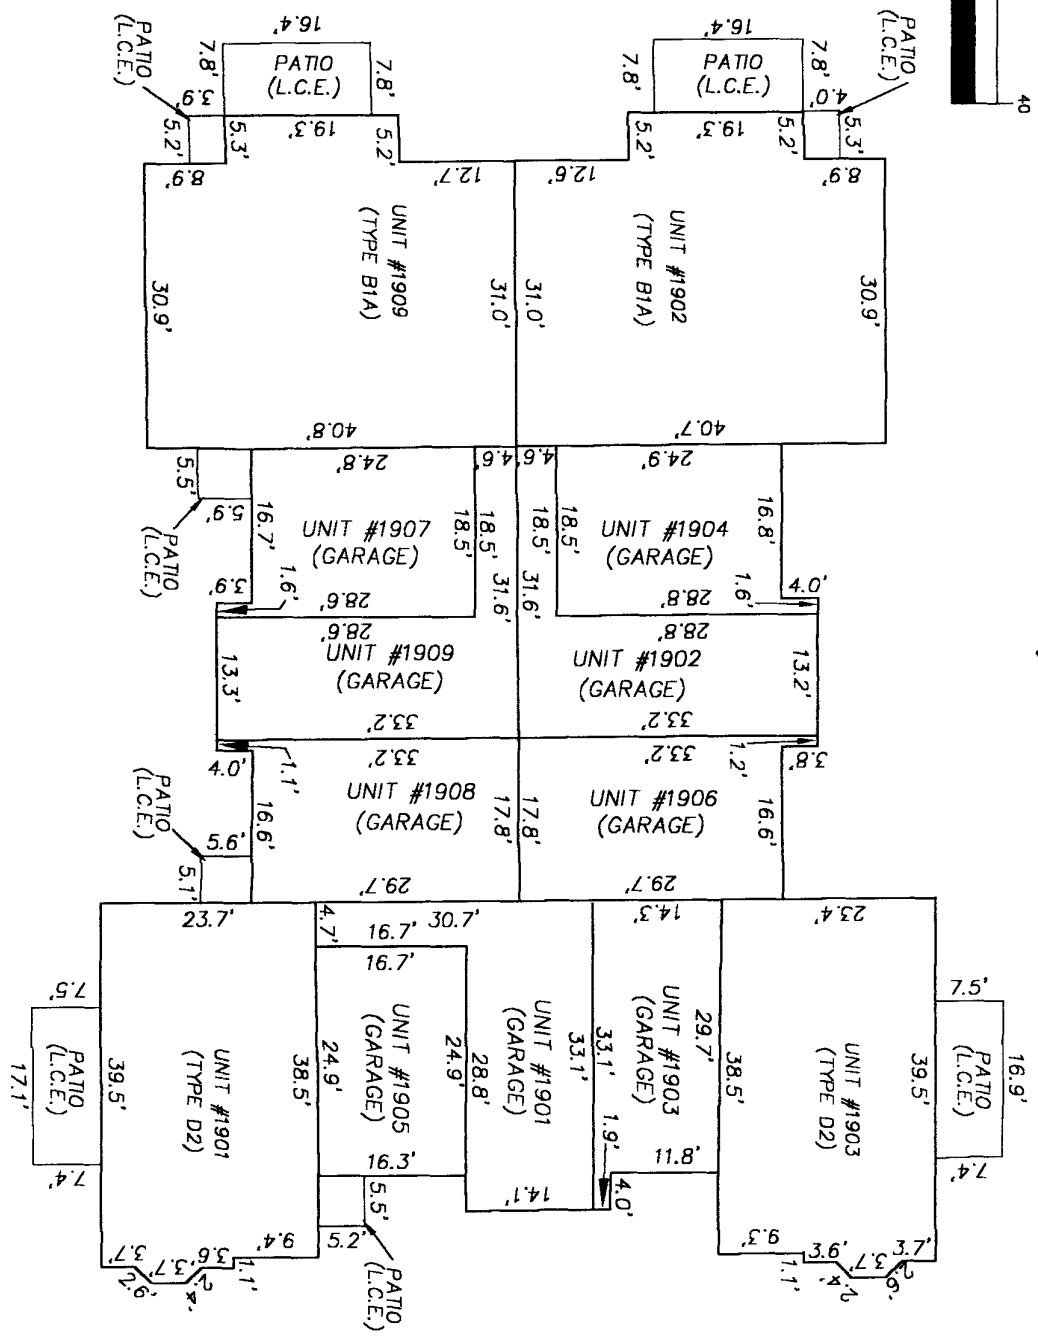 40
PATIO
(L.C.E.)
16.4'
7.8'
PATIO
(L.C.E.)
7.8'
3.9'
5.2'
5.3'
19.3'
5.2'
8.9'
12.7'
16.4'
7.8'
PATIO
(L.C.E.)
7.8'
4.0'
PATIO
(L.C.E.)
5.2'
19.3'
5.2'
5.3'
12.6'
8.9'
UNIT #1909
(TYPE B1A)
30.9'
31.0'
40.8'
UNIT #1902
(TYPE B1A)
31.0'
30.9'
40.7'
5.5'
5.9'
PATIO
(L.C.E.)
24.8'
4.6'
4.6'
24.9'
16.7'
UNIT #1907
(GARAGE)
18.5'
18.5'
31.6'
31.6'
18.5'
18.5'
UNIT #1904
(GARAGE)
16.8'
3.9'
1.6'
28.6'
28.8'
1.6'
4.0'
28.6'
28.8'
13.3'
UNIT #1909
(GARAGE)
UNIT #1902
(GARAGE)
13.2'
33.2'
33.2'
33.2'
33.2'
4.0'
1.1'
1.2'
3.8'
PATIO
(L.C.E.)
5.6'
5.1'
16.6'
UNIT #1908
(GARAGE)
17.8'
17.8'
UNIT #1906
(GARAGE)
16.6'
29.7'
29.7'
23.7'
4.7'
16.7'
30.7'
14.3'
23.4'
16.7'
7.5'
PATIO
(L.C.E.)
17.1'
7.4'
39.5'
UNIT #1901
(TYPE D2)
38.5'
24.9'
UNIT #1905
(GARAGE)
24.9'
28.8'
UNIT #1901
(GARAGE)
33.1'
33.1'
UNIT #1903
(GARAGE)
29.7'
38.5'
UNIT #1903
(TYPE D2)
39.5'
7.5'
PATIO
(L.C.E.)
16.9'
7.4'
16.3'
5.5'
5.2'
PATIO
(L.C.E.)
14.1'
1.9'
4.0'
11.8'
3.7'
2.6'
3.7'
2.4'
3.6'
1.1'
9.4'
9.3'
1.1'
3.9'
2.4'
3.7'
2.6'
3.7'